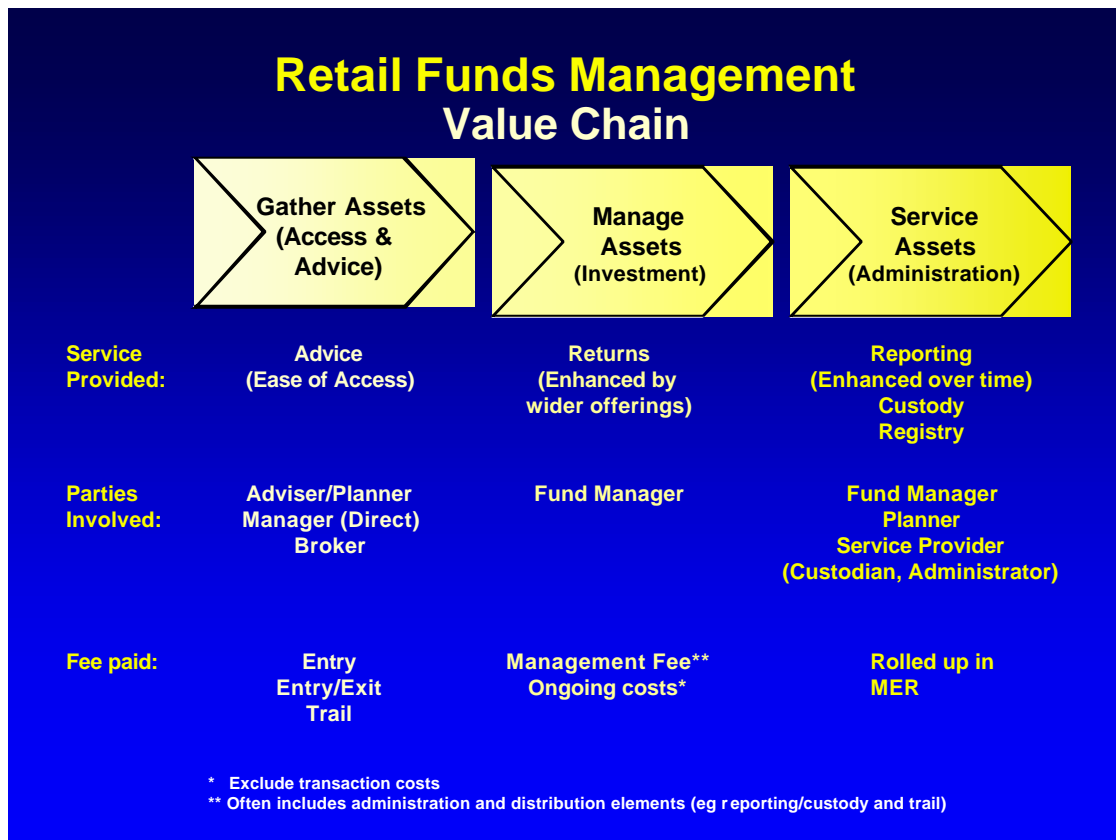 Retail Funds Management
Value Chain
Gather Assets
(Access &
Advice)
Manage
Assets
(Investment)
Service
Assets
(Administration)
Service
Provided:
Advice
(Ease of Access)
Returns
(Enhanced by
wider offerings)
Reporting
(Enhanced over time)
Custody
Registry
Parties
Involved:
Adviser/Planner
Manager (Direct)
Broker
Fund Manager
Fund Manager
Planner
Service Provider
(Custodian, Administrator)
Fee paid:
Entry
Entry/Exit
Trail
Management Fee**
Ongoing costs*
Rolled up in
MER
* Exclude transaction costs
** Often includes administration and distribution elements (eg reporting/custody and trail)